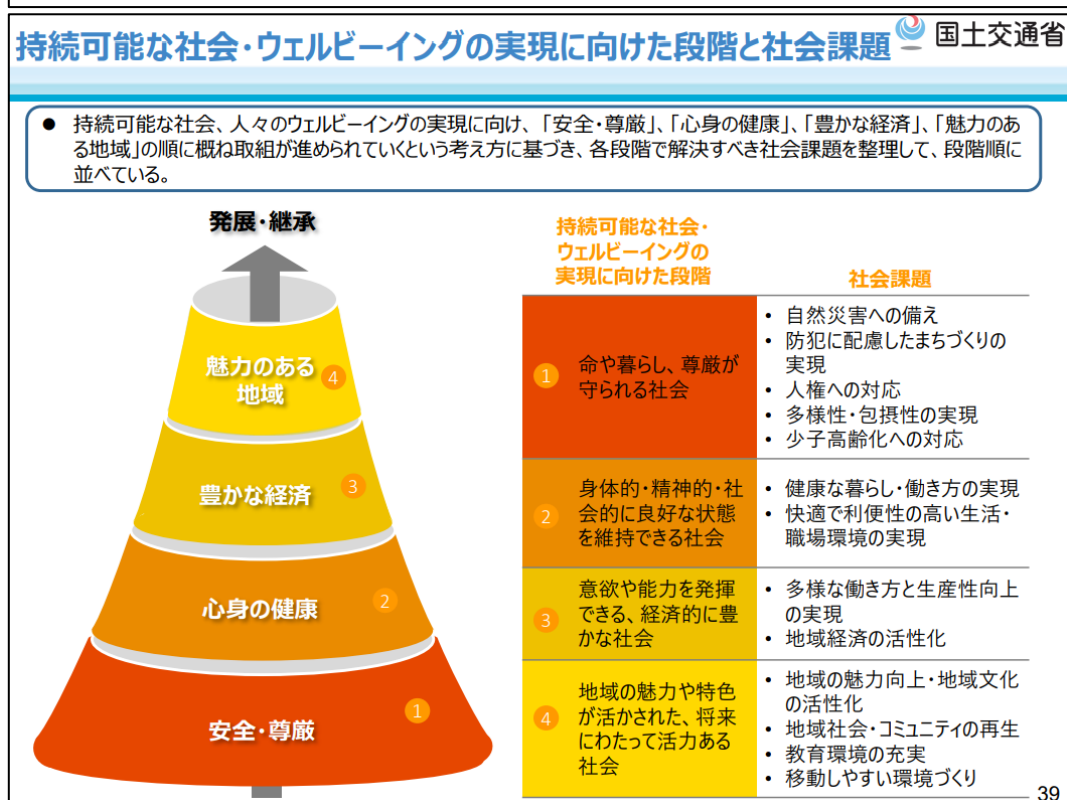 持続可能な社会・ウェルビーイングの実現に向けた段階と社会課題
国土交通省
● 持続可能な社会、人々のウェルビーイングの実現に向け、「安全・尊厳」、「心身の健康」、「豊かな経済」、「魅力のあ
る地域」の順に概ね取組が進められていくという考え方に基づき、各段階で解決すべき社会課題を整理して、段階順に
並べている。
発展・継承
魅力のある
地域
4
豊かな経済
3
心身の健康
2
安全・尊厳
1
持続可能な社会・
ウェルビーイングの
実現に向けた段階
社会課題
1
命や暮らし、尊厳が
守られる社会
• 自然災害への備え
• 防犯に配慮したまちづくりの
実現
• 人権への対応
• 多様性・包摂性の実現
• 少子高齢化への対応
2
身体的・精神的・社
会的に良好な状態
を維持できる社会
• 健康な暮らし・働き方の実現
• 快適で利便性の高い生活・
職場環境の実現
3
意欲や能力を発揮
できる、経済的に豊
かな社会
• 多様な働き方と生産性向上
の実現
• 地域経済の活性化
4
地域の魅力や特色
が活かされた、将来
にわたって活力ある
社会
• 地域の魅力向上・地域文化
の活性化
• 地域社会・コミュニティの再生
• 教育環境の充実
• 移動しやすい環境づくり
39